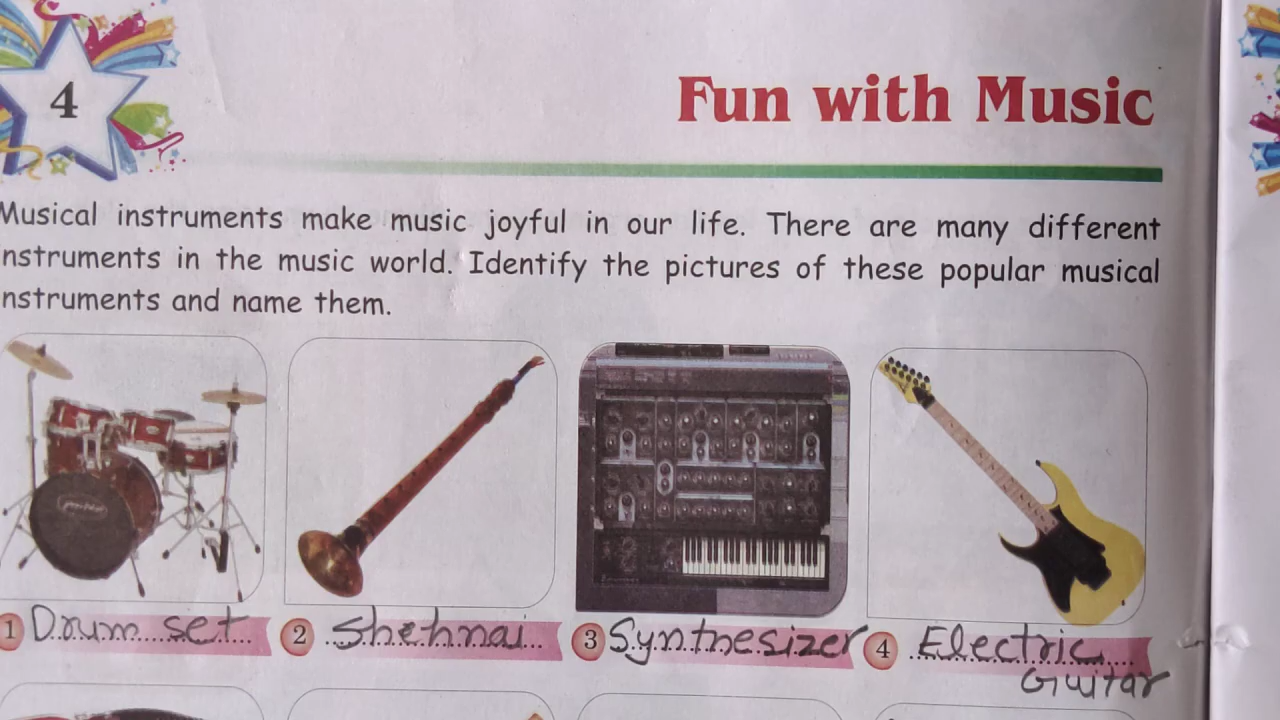 4
Fun with Music
Musical instruments make music joyful in our life. There are many different
nstruments in the music world. Identify the pictures of these popular musical
nstruments and name them.
1 Drum set 2 Shehnai 3 Synthesizer 4 Electric
Guitar